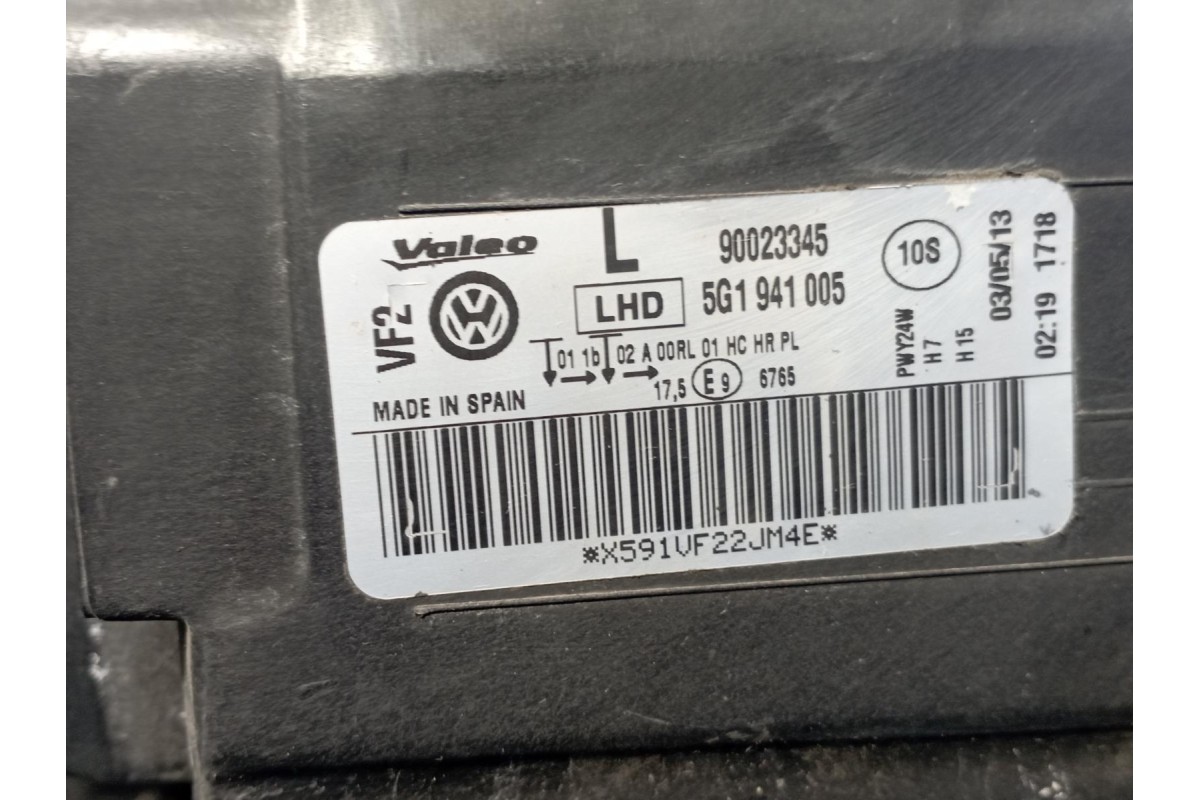 Valeo L 90023345
VF2 LHD 5G1 941 005
01 1b 02 A 00RL 01 HC HR PL
17,5 E9 6765
MADE IN SPAIN
10S
PWY24W
H7
H15
03/05/13
02:19 1718
*X591VF22JM4E*